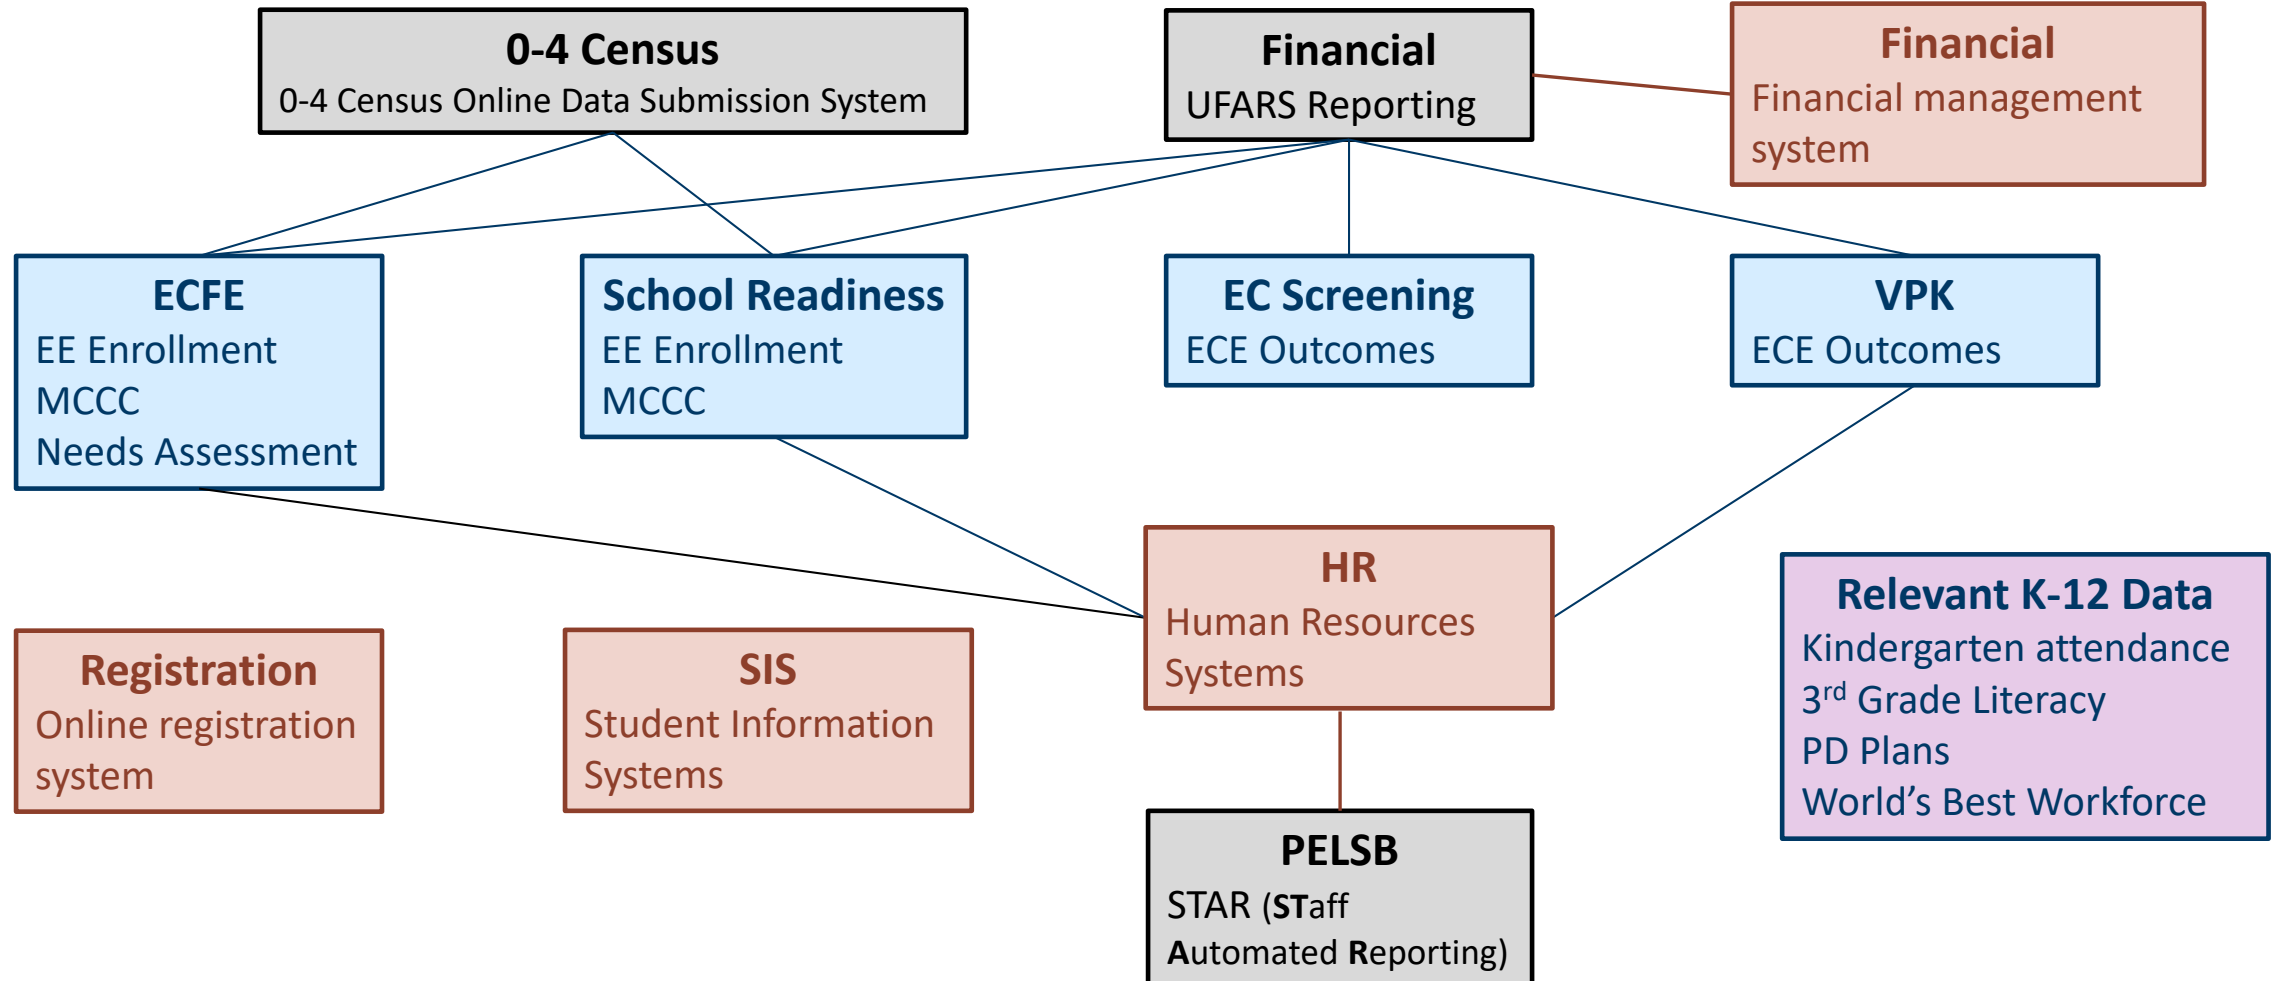 0-4 Census
0-4 Census Online Data Submission System
Financial
UFARS Reporting
Financial
Financial management
system
ECFE
EE Enrollment
MCCC
Needs Assessment
School Readiness
EE Enrollment
MCCC
EC Screening
ECE Outcomes
VPK
ECE Outcomes
Registration
Online registration
system
SIS
Student Information
Systems
HR
Human Resources
Systems
Relevant K-12 Data
Kindergarten attendance
3rd Grade Literacy
PD Plans
World’s Best Workforce
PELSB
STAR (STaff
Automated Reporting)